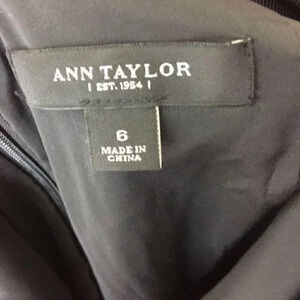 ANN TAYLOR
| EST. 1954 |
6
MADE IN
CHINA